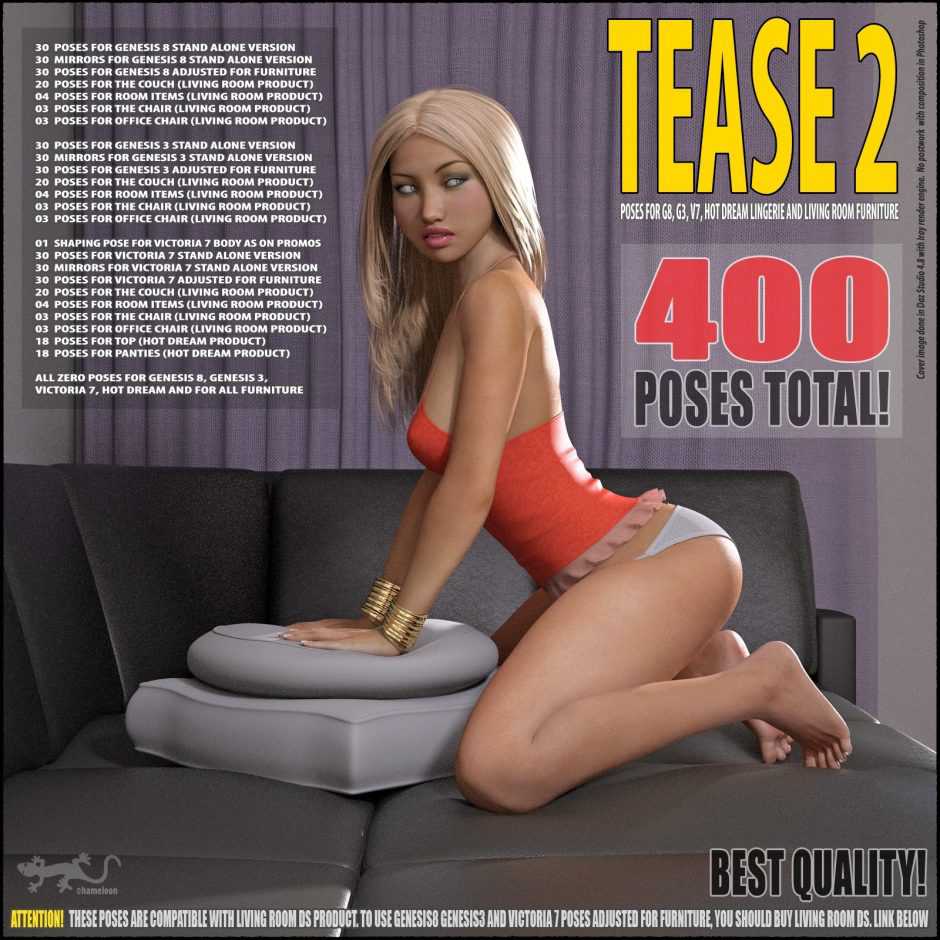 30 POSES FOR GENESIS 8 STAND ALONE VERSION
30 MIRRORS FOR GENESIS 8 STAND ALONE VERSION
30 POSES FOR GENESIS 8 ADJUSTED FOR FURNITURE
20 POSES FOR THE COUCH (LIVING ROOM PRODUCT)
04 POSES FOR ROOM ITEMS (LIVING ROOM PRODUCT)
03 POSES FOR THE CHAIR (LIVING ROOM PRODUCT)
03 POSES FOR OFFICE CHAIR (LIVING ROOM PRODUCT)
30 POSES FOR GENESIS 3 STAND ALONE VERSION
30 MIRRORS FOR GENESIS 3 STAND ALONE VERSION
30 POSES FOR GENESIS 3 ADJUSTED FOR FURNITURE
20 POSES FOR THE COUCH (LIVING ROOM PRODUCT)
04 POSES FOR ROOM ITEMS (LIVING ROOM PRODUCT)
03 POSES FOR THE CHAIR (LIVING ROOM PRODUCT)
03 POSES FOR OFFICE CHAIR (LIVING ROOM PRODUCT)
01 SHAPING POSE FOR VICTORIA 7 BODY AS ON PROMOS
30 POSES FOR VICTORIA 7 STAND ALONE VERSION
30 MIRRORS FOR VICTORIA 7 STAND ALONE VERSION
30 POSES FOR VICTORIA 7 ADJUSTED FOR FURNITURE
20 POSES FOR THE COUCH (LIVING ROOM PRODUCT)
04 POSES FOR ROOM ITEMS (LIVING ROOM PRODUCT)
03 POSES FOR THE CHAIR (LIVING ROOM PRODUCT)
03 POSES FOR OFFICE CHAIR (LIVING ROOM PRODUCT)
18 POSES FOR TOP (HOT DREAM PRODUCT)
18 POSES FOR PANTIES (HOT DREAM PRODUCT)
ALL ZERO POSES FOR GENESIS 8, GENESIS 3,
VICTORIA 7, HOT DREAM AND FOR ALL FURNITURE
TEASE 2
POSES FOR G8, G3, V7, HOT DREAM LINGERIE AND LIVING ROOM FURNITURE
400
POSES TOTAL!
Cover image done in Daz Studio 4.8 with Iray render engine. No postwork with composition in Photoshop
BEST QUALITY!
chameleon
ATTENTION! THESE POSES ARE COMPATIBLE WITH LIVING ROOM DS PRODUCT. TO USE GENESIS8 GENESIS3 AND VICTORIA 7 POSES ADJUSTED FOR FURNITURE, YOU SHOULD BUY LIVING ROOM DS. LINK BELOW